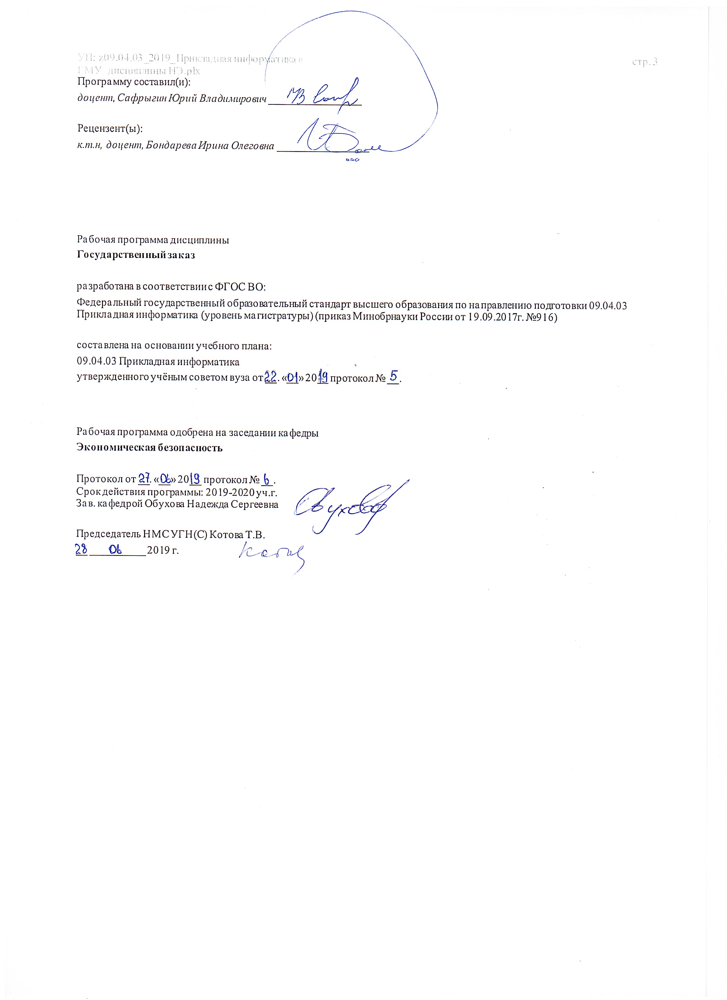 УП: z09.04.03_2019_Прикладная информатика в
ГМУ дисциплины ИЭ.plx
стр. 3
Программу составил(и):
доцент, Сафрыгин Юрий Владимирович
Рецензент(ы):
к.т.н, доцент, Бондарева Ирина Олеговна
Рабочая программа дисциплины
Государственный заказ
разработана в соответствии с ФГОС ВО:
Федеральный государственный образовательный стандарт высшего образования по направлению подготовки 09.04.03
Прикладная информатика (уровень магистратуры) (приказ Минобрнауки России от 19.09.2017г. №916)
составлена на основании учебного плана:
09.04.03 Прикладная информатика
утвержденного учёным советом вуза от 22. «01» 2019 протокол № 5.
Рабочая программа одобрена на заседании кафедры
Экономическая безопасность
Протокол от 27. «06» 2019 протокол № 6.
Срок действия программы: 2019-2020 уч.г.
Зав. кафедрой Обухова Надежда Сергеевна
Председатель НМС УГН(С) Котова Т.В.
28 06 2019 г.